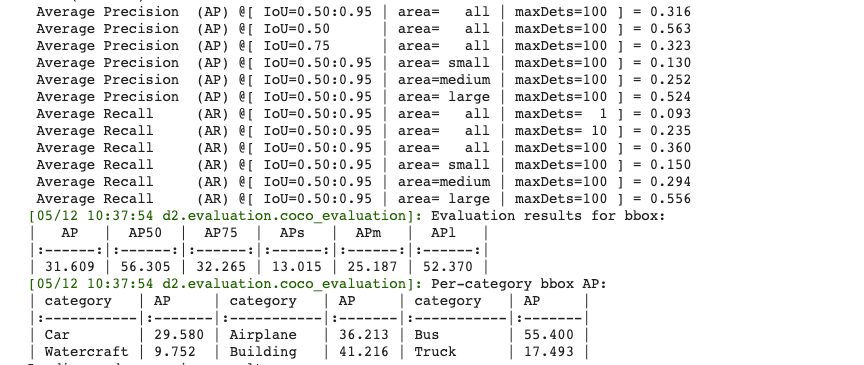 Average Precision  (AP) @[ IoU=0.50:0.95 | area=   all | maxDets=100 ] = 0.316
Average Precision  (AP) @[ IoU=0.50      | area=   all | maxDets=100 ] = 0.563
Average Precision  (AP) @[ IoU=0.75      | area=   all | maxDets=100 ] = 0.323
Average Precision  (AP) @[ IoU=0.50:0.95 | area= small | maxDets=100 ] = 0.130
Average Precision  (AP) @[ IoU=0.50:0.95 | area=medium | maxDets=100 ] = 0.252
Average Precision  (AP) @[ IoU=0.50:0.95 | area= large | maxDets=100 ] = 0.524
Average Recall     (AR) @[ IoU=0.50:0.95 | area=   all | maxDets=  1 ] = 0.093
Average Recall     (AR) @[ IoU=0.50:0.95 | area=   all | maxDets= 10 ] = 0.235
Average Recall     (AR) @[ IoU=0.50:0.95 | area=   all | maxDets=100 ] = 0.360
Average Recall     (AR) @[ IoU=0.50:0.95 | area= small | maxDets=100 ] = 0.150
Average Recall     (AR) @[ IoU=0.50:0.95 | area=medium | maxDets=100 ] = 0.294
Average Recall     (AR) @[ IoU=0.50:0.95 | area= large | maxDets=100 ] = 0.556
[05/12 10:37:54 d2.evaluation.coco_evaluation]: Evaluation results for bbox:
|   AP   |  AP50  |  AP75  |  APs   |  APm   |  APl   |
|:------:|:------:|:------:|:------:|:------:|:------:|
| 31.609 | 56.305 | 32.265 | 13.015 | 25.187 | 52.370 |
[05/12 10:37:54 d2.evaluation.coco_evaluation]: Per-category bbox AP:
| category   | AP     | category   | AP     | category   | AP     |
|:-----------|:-------|:-----------|:-------|:-----------|:-------|
| Car        | 29.580 | Airplane   | 36.213 | Bus        | 55.400 |
| Watercraft | 9.752  | Building   | 41.216 | Truck      | 17.493 |